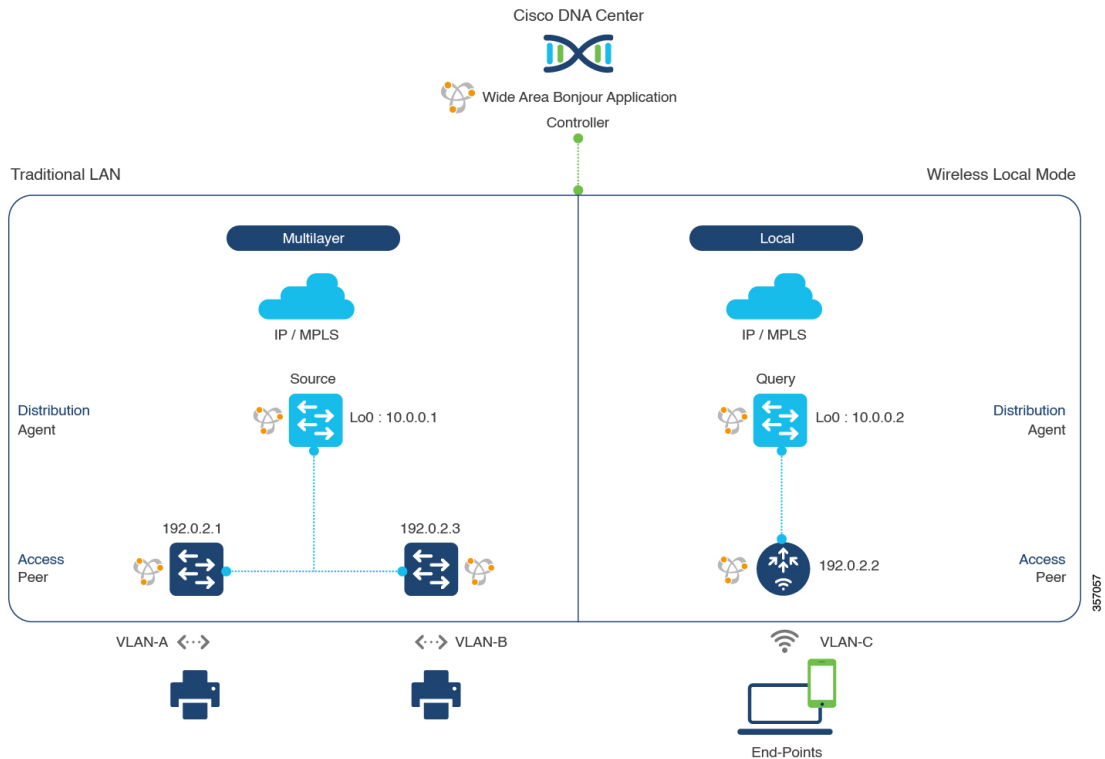 Cisco DNA Center
Wide Area Bonjour Application
Controller
Traditional LAN
Wireless Local Mode
Multilayer
Local
IP / MPLS
IP / MPLS
Source
Query
Distribution
Agent
Lo0 : 10.0.0.1
Lo0 : 10.0.0.2
Distribution
Agent
192.0.2.1
192.0.2.3
Access
Peer
192.0.2.2
Access
Peer
357057
VLAN-A
VLAN-B
VLAN-C
End-Points